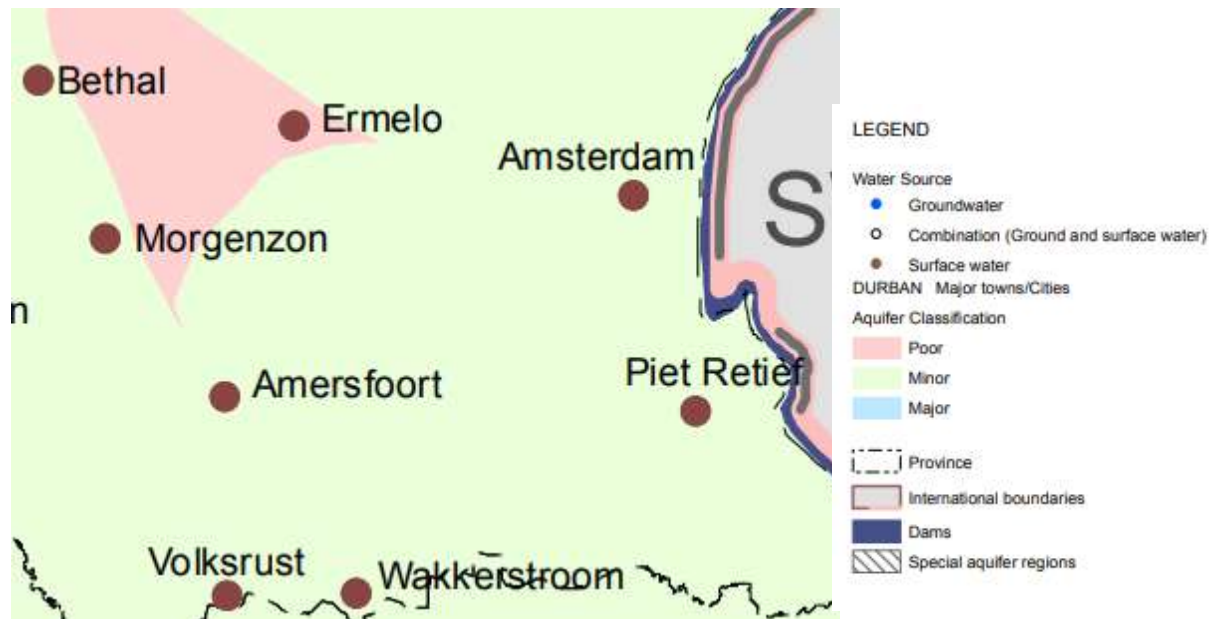 Bethal
Ermelo
Amsterdam
Morgenzon
n
Amersfoort
Piet Retief
Volksrust
Wakkerstroom
S
LEGEND
Water Source
Groundwater
Combination (Ground and surface water)
Surface water
DURBAN Major towns/Cities
Aquifer Classification
Poor
Minor
Major
Province
International boundaries
Dams
Special aquifer regions